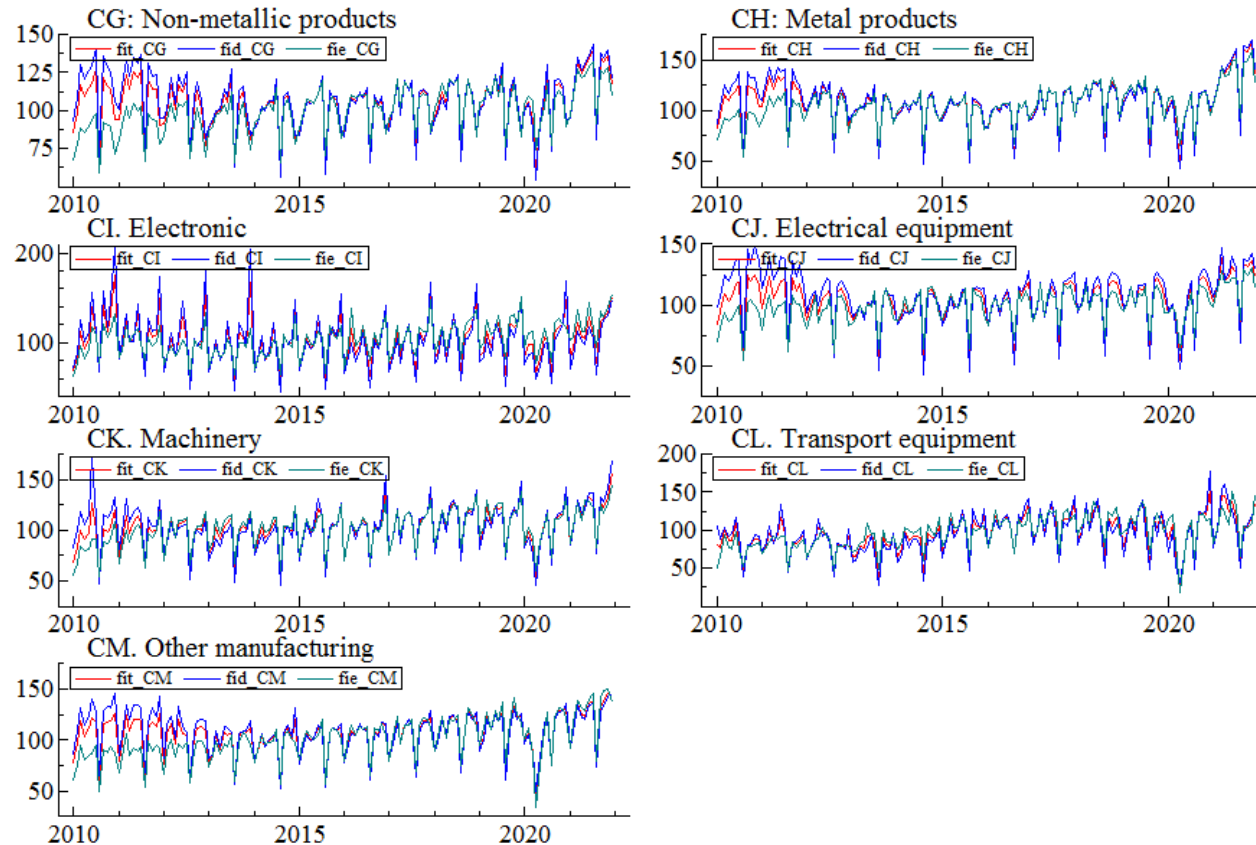 CG: Non-metallic products
150
fit_CG fid_CG fie_CG
125
100
75
2010 2015 2020
CH: Metal products
150
fit_CH fid_CH fie_CH
100
50
2010 2015 2020
CI. Electronic
200
fit_CI fid_CI fie_CI
100
2010 2015 2020
CJ. Electrical equipment
150
fit_CJ fid_CJ fie_CJ
100
50
2010 2015 2020
CK. Machinery
150
fit_CK fid_CK fie_CK
100
50
2010 2015 2020
CL. Transport equipment
200
fit_CL fid_CL fie_CL
150
100
50
2010 2015 2020
CM. Other manufacturing
fit_CM fid_CM fie_CM
150
100
50
2010 2015 2020